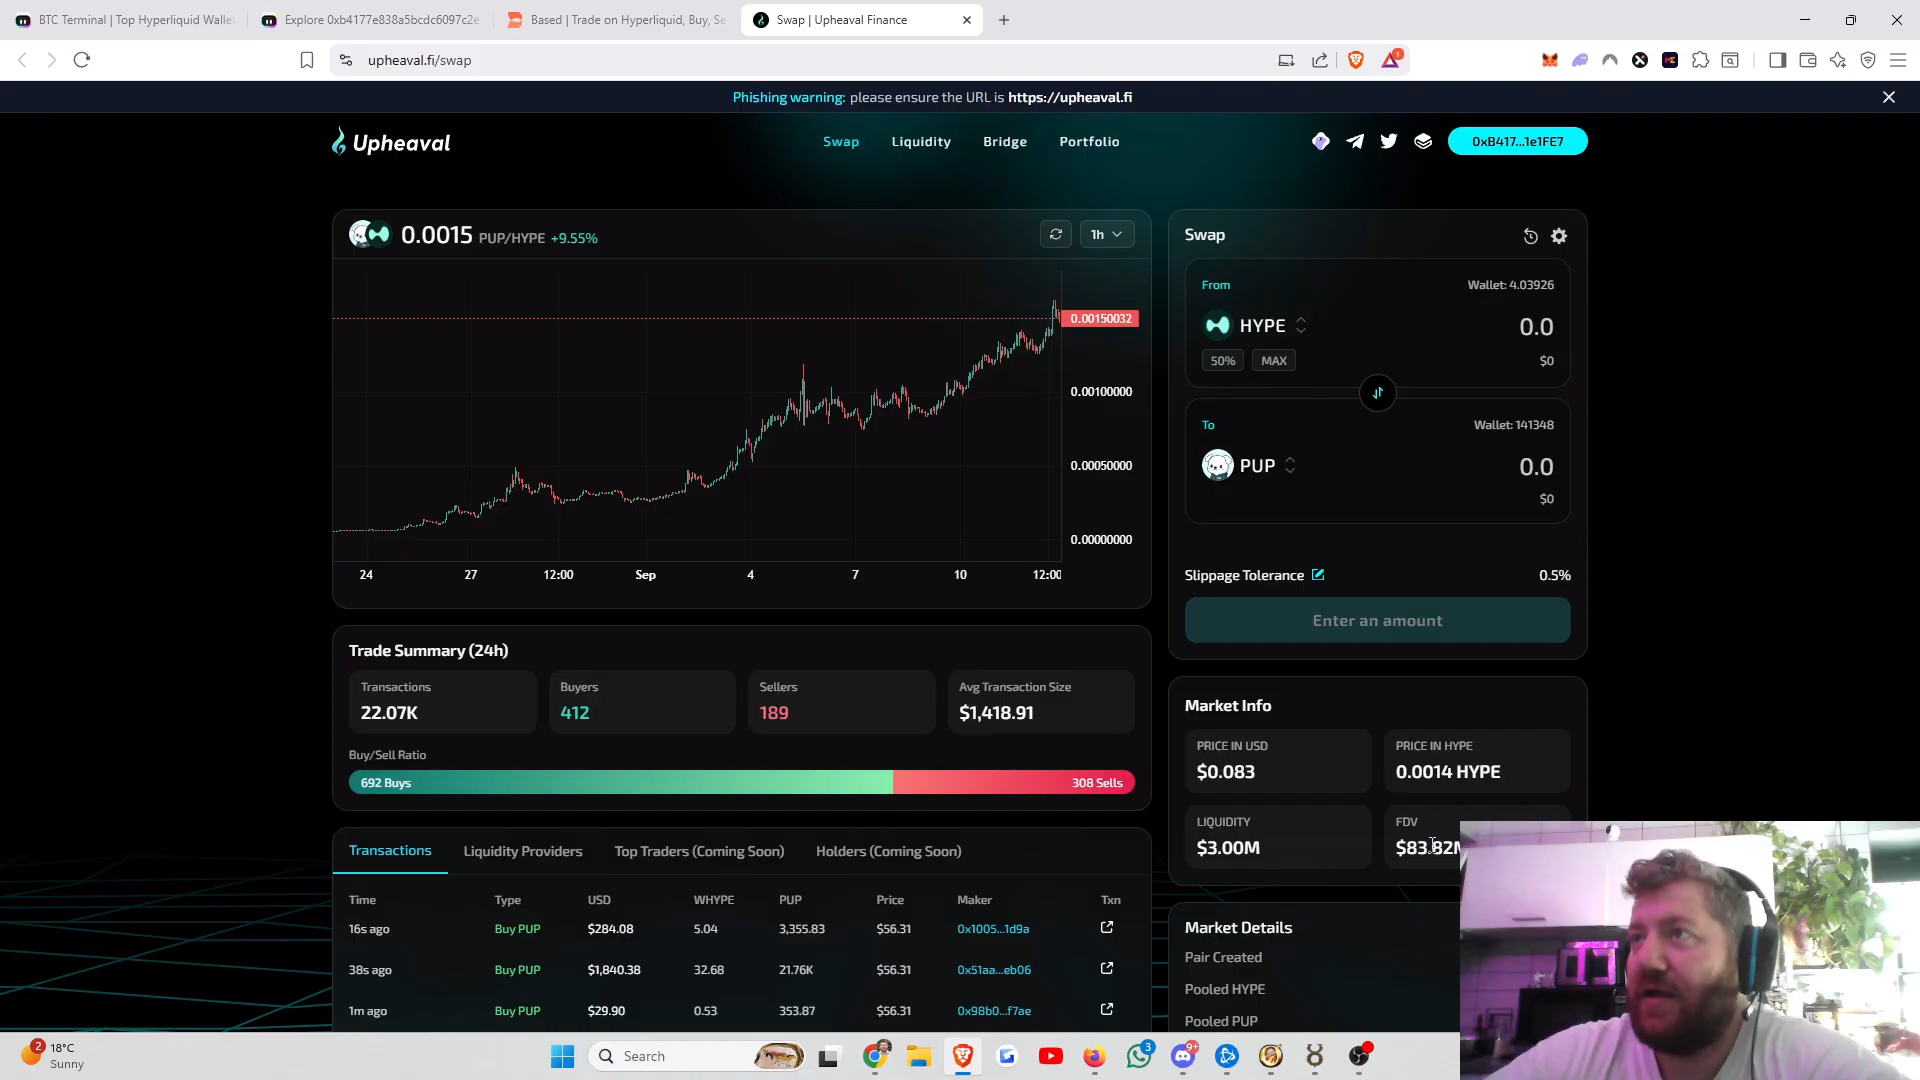 BTC Terminal | Top Hyperliquid Walle
Explore 0xb4177e838a5bcdc6097c2e
Based | Trade on Hyperliquid, Buy, Se
Swap | Upheaval Finance
upheaval.fi/swap
1
Phishing warning: please ensure the URL is https://upheaval.fi
Upheaval
Swap
Liquidity
Bridge
Portfolio
0xB417...1e1FE7
0.0015 PUP/HYPE +9.55%
1h
0.00150032
0.00100000
0.00050000
0.00000000
24 27 12:00 Sep 4 7 10 12:00
Swap
From
Wallet: 4.03926
HYPE
0.0
50% MAX
$0
To
Wallet: 141348
PUP
0.0
$0
Slippage Tolerance
0.5%
Enter an amount
Trade Summary (24h)
Transactions
22.07K
Buyers
412
Sellers
189
Avg Transaction Size
$1,418.91
Buy/Sell Ratio
692 Buys
308 Sells
Market Info
PRICE IN USD
$0.083
PRICE IN HYPE
0.0014 HYPE
LIQUIDITY
$3.00M
FDV
$83.82M
Transactions
Liquidity Providers
Top Traders (Coming Soon)
Holders (Coming Soon)
Time Type USD WHYPE PUP Price Maker Txn
16s ago Buy PUP $284.08 5.04 3,355.83 $56.31 0x1005...1d9a
38s ago Buy PUP $1,840.38 32.68 21.76K $56.31 0x51aa...eb06
1m ago Buy PUP $29.90 0.53 353.87 $56.31 0x98b0...f7ae
Market Details
Pair Created
Pooled HYPE
Pooled PUP
2
18°C
Sunny
Search
3
9+